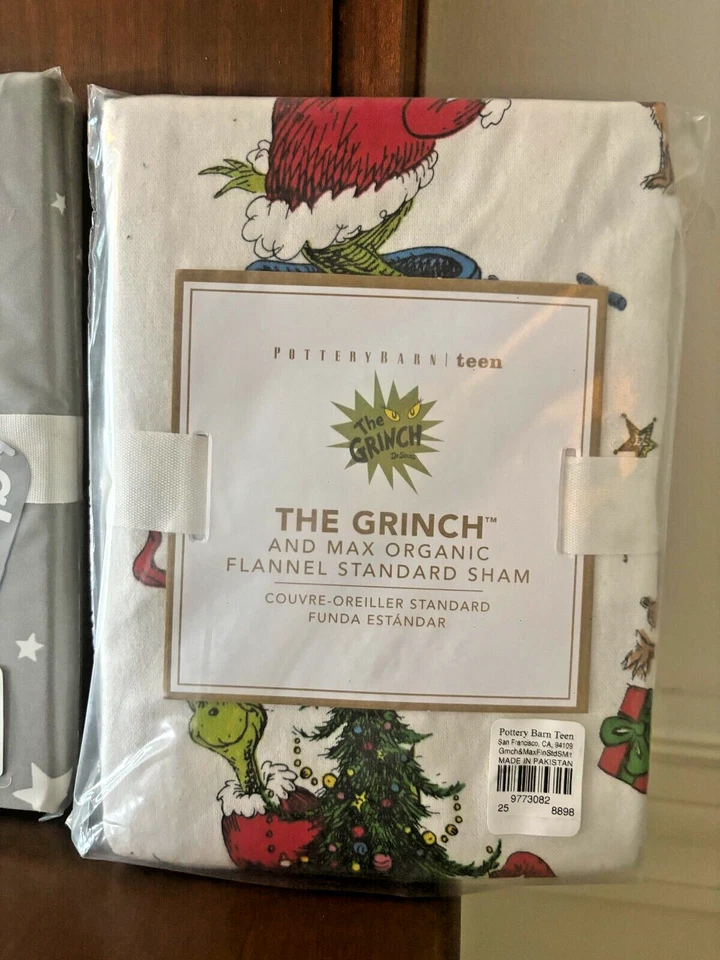 POTTERYBARN | teen
The
GRINCH
Dr. Seuss
THE GRINCH™
AND MAX ORGANIC
FLANNEL STANDARD SHAM
COUVRE-OREILLER STANDARD
FUNDA ESTÁNDAR
Pottery Barn Teen
San Francisco, CA, 94109
Grnch&MaxFlnStdSM1
MADE IN PAKISTAN
9773082
25 8898